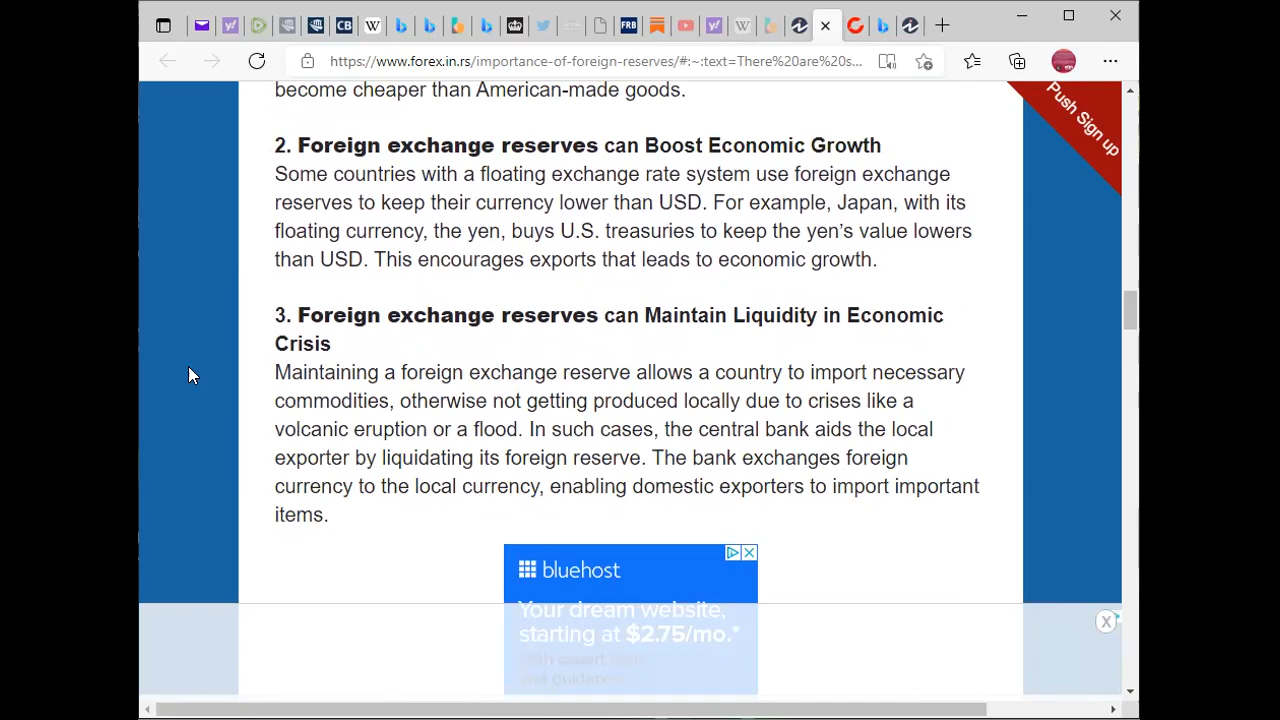 CB
W
FRB
https://www.forex.in.rs/importance-of-foreign-reserves/#:~:text=There%20are%20s...
become cheaper than American-made goods.
Push Sign up
2. Foreign exchange reserves can Boost Economic Growth
Some countries with a floating exchange rate system use foreign exchange
reserves to keep their currency lower than USD. For example, Japan, with its
floating currency, the yen, buys U.S. treasuries to keep the yen's value lowers
than USD. This encourages exports that leads to economic growth.
3. Foreign exchange reserves can Maintain Liquidity in Economic
Crisis
Maintaining a foreign exchange reserve allows a country to import necessary
commodities, otherwise not getting produced locally due to crises like a
volcanic eruption or a flood. In such cases, the central bank aids the local
exporter by liquidating its foreign reserve. The bank exchanges foreign
currency to the local currency, enabling domestic exporters to import important
items.
bluehost
Your dream website,
starting at $2.75/mo.*
X
guidance